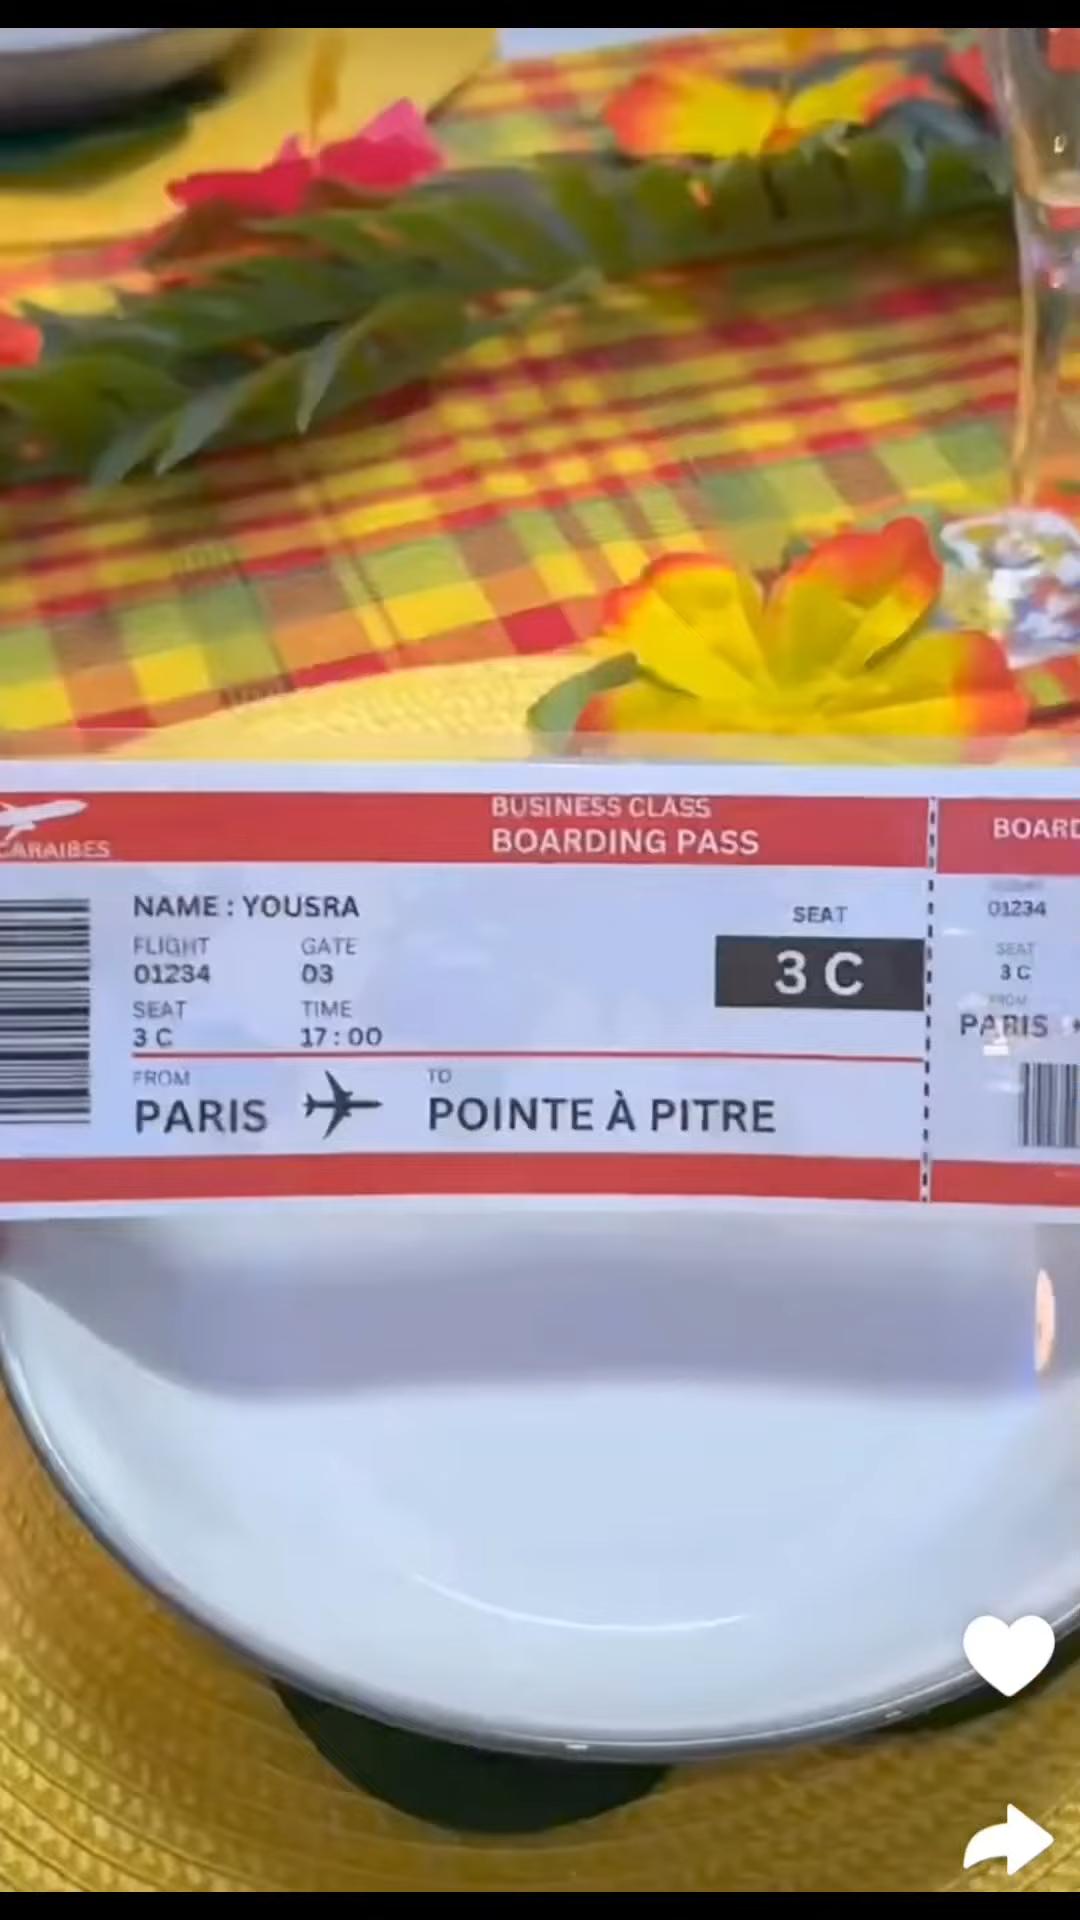 CARAIBES
BUSINESS CLASS
BOARDING PASS
NAME : YOUSRA
FLIGHT GATE
01234 03
SEAT TIME
3 C 17 : 00
SEAT
3 C
FROM TO
PARIS POINTE À PITRE
BOARD
01234
SEAT
3 C
FROM
PARIS